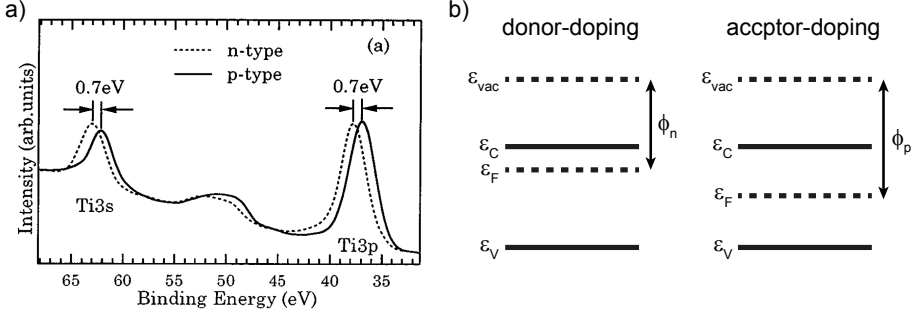 a)
(a)
n-type
p-type
0.7eV
0.7eV
Ti3s
Ti3p
Intensity (arb.units)
65 60 55 50 45 40 35
Binding Energy (eV)
b)
donor-doping
accptor-doping
εvac
εC
εF
εV
ϕn
εvac
εC
εF
εV
ϕp